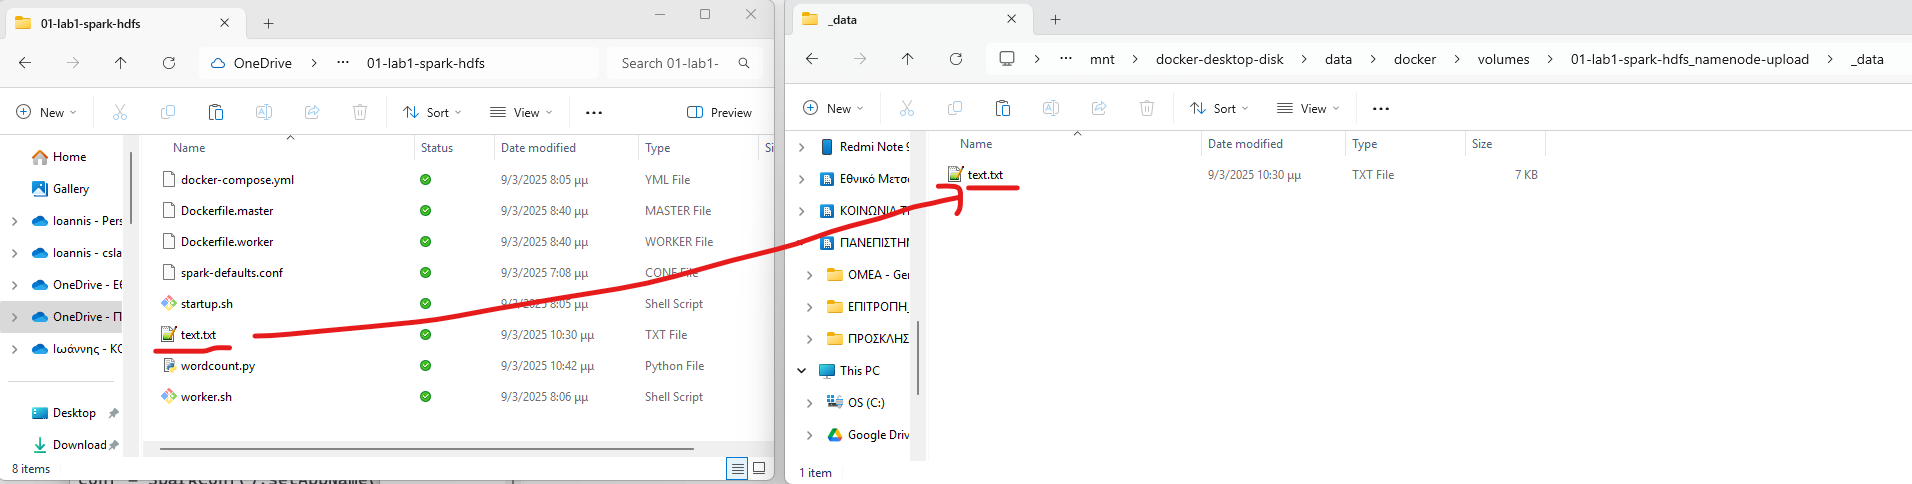 01-lab1-spark-hdfs
OneDrive
01-lab1-spark-hdfs
Search 01-lab1-
New
Sort
View
Preview
Home
Gallery
Ioannis - Pers
Ioannis - csla
OneDrive - Εθ
OneDrive - Π
Ιωάννης - ΚΟ
Desktop
Download
Name Status Date modified Type Si
docker-compose.yml 9/3/2025 8:05 μμ YML File
Dockerfile.master 9/3/2025 8:40 μμ MASTER File
Dockerfile.worker 9/3/2025 8:40 μμ WORKER File
spark-defaults.conf 9/3/2025 7:08 μμ CONF File
startup.sh 9/3/2025 8:05 μμ Shell Script
text.txt 9/3/2025 10:30 μμ TXT File
wordcount.py 9/3/2025 10:42 μμ Python File
worker.sh 9/3/2025 8:06 μμ Shell Script
8 items
_data
mnt docker-desktop-disk data docker volumes 01-lab1-spark-hdfs_namenode-upload _data
New
Sort
View
Redmi Note 9
Εθνικό Μετσό
ΚΟΙΝΩΝΙΑ
ΠΑΝΕΠΙΣΤΗΜ
ΟΜΕΑ - Ger
ΕΠΙΤΡΟΠΗ_
ΠΡΟΣΚΛΗΣ
This PC
OS (C:)
Google Driv
Name Date modified Type Size
text.txt 9/3/2025 10:30 μμ TXT File 7 KB
1 item